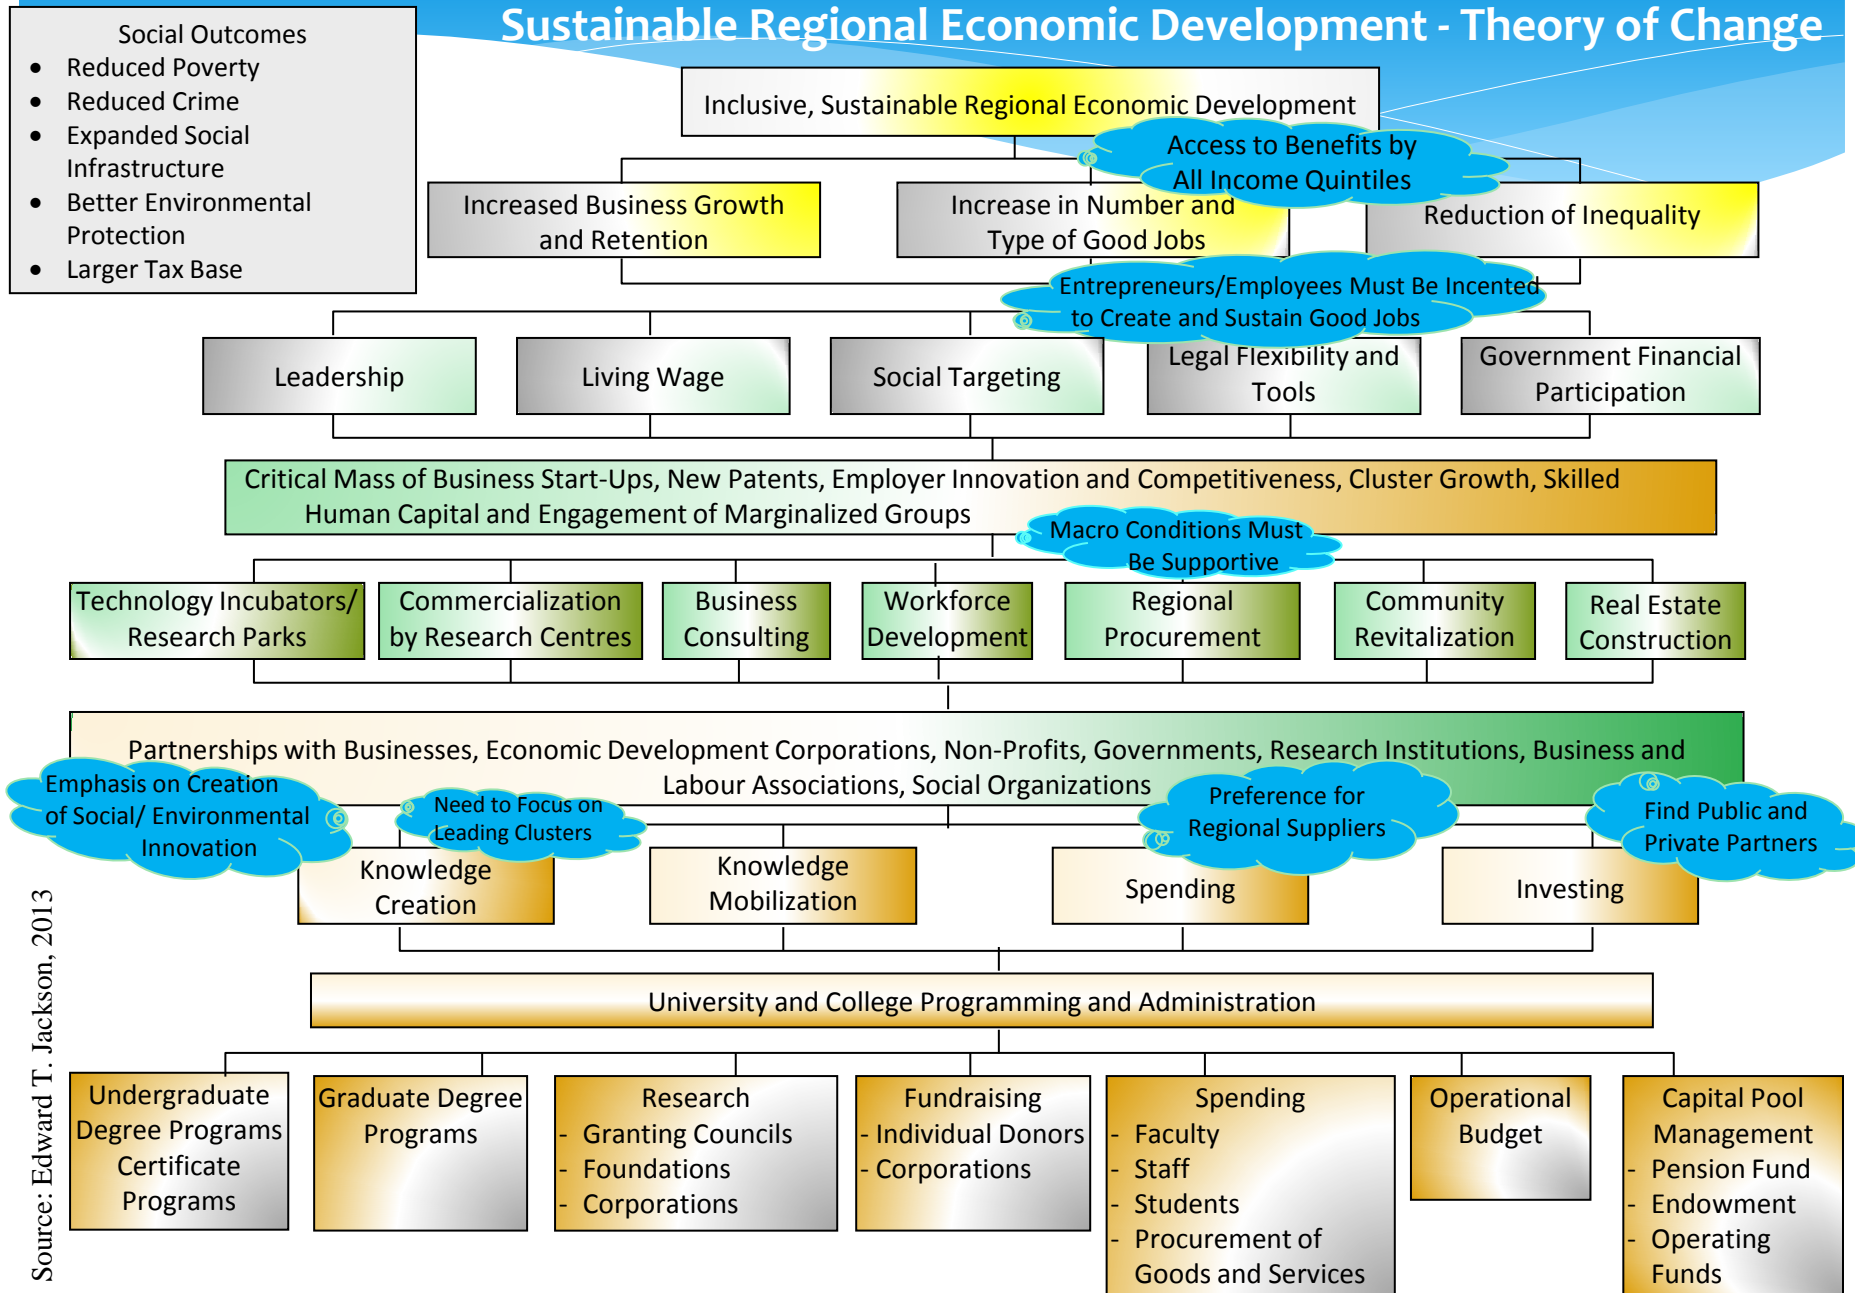 Sustainable Regional Economic Development - Theory of Change
Social Outcomes
• Reduced Poverty
• Reduced Crime
• Expanded Social
Infrastructure
• Better Environmental
Protection
• Larger Tax Base
Inclusive, Sustainable Regional Economic Development
Access to Benefits by
All Income Quintiles
Increased Business Growth
and Retention
Increase in Number and
Type of Good Jobs
Reduction of Inequality
Entrepreneurs/Employees Must Be Incented
to Create and Sustain Good Jobs
Leadership
Living Wage
Social Targeting
Legal Flexibility and
Tools
Government Financial
Participation
Critical Mass of Business Start-Ups, New Patents, Employer Innovation and Competitiveness, Cluster Growth, Skilled
Human Capital and Engagement of Marginalized Groups
Macro Conditions Must
Be Supportive
Technology Incubators/
Research Parks
Commercialization
by Research Centres
Business
Consulting
Workforce
Development
Regional
Procurement
Community
Revitalization
Real Estate
Construction
Partnerships with Businesses, Economic Development Corporations, Non-Profits, Governments, Research Institutions, Business and
Labour Associations, Social Organizations
Emphasis on Creation
of Social/ Environmental
Innovation
Need to Focus on
Leading Clusters
Preference for
Regional Suppliers
Find Public and
Private Partners
Knowledge
Creation
Knowledge
Mobilization
Spending
Investing
University and College Programming and Administration
Undergraduate
Degree Programs
Certificate
Programs
Graduate Degree
Programs
Research
- Granting Councils
- Foundations
- Corporations
Fundraising
- Individual Donors
- Corporations
Spending
- Faculty
- Staff
- Students
- Procurement of
Goods and Services
Operational
Budget
Capital Pool
Management
- Pension Fund
- Endowment
- Operating
Funds
Source: Edward T. Jackson, 2013